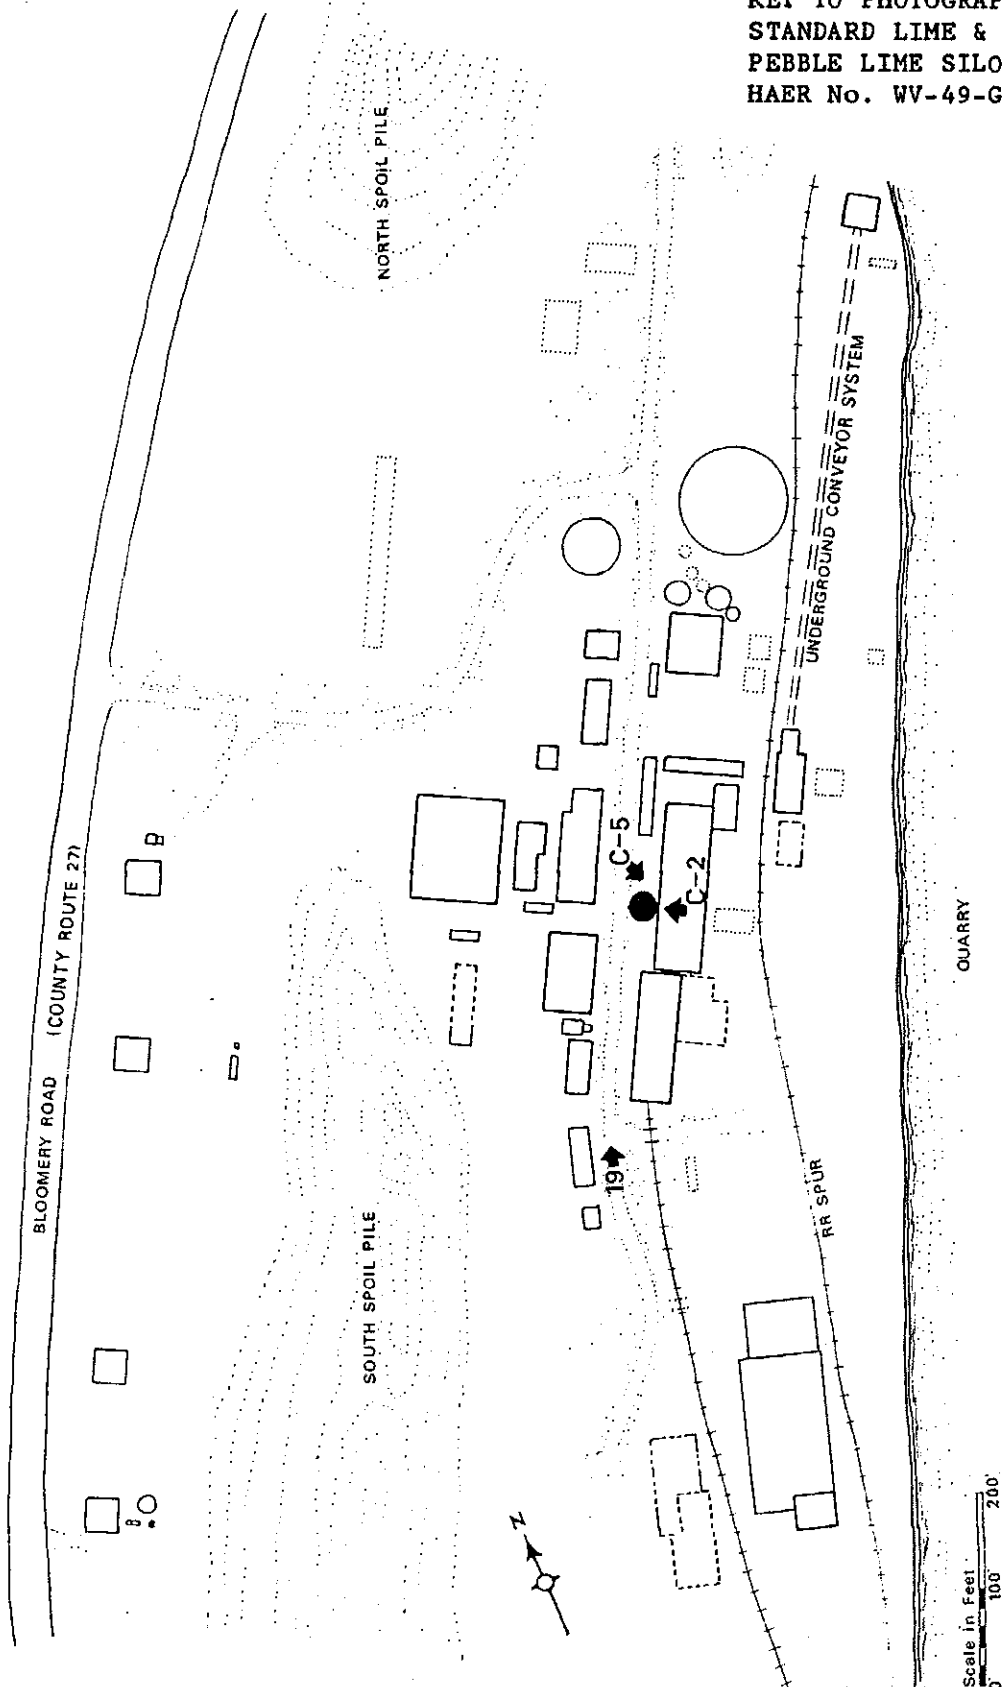 STANDARD LIME &
PEBBLE LIME SILO
HAER No. WV-49-G
NORTH SPOIL PILE
UNDERGROUND CONVEYOR SYSTEM
BLOOMERY ROAD (COUNTY ROUTE 27)
C-5
C-2
QUARRY
SOUTH SPOIL PILE
19
RR SPUR
N
Scale in Feet
0' 100' 200'